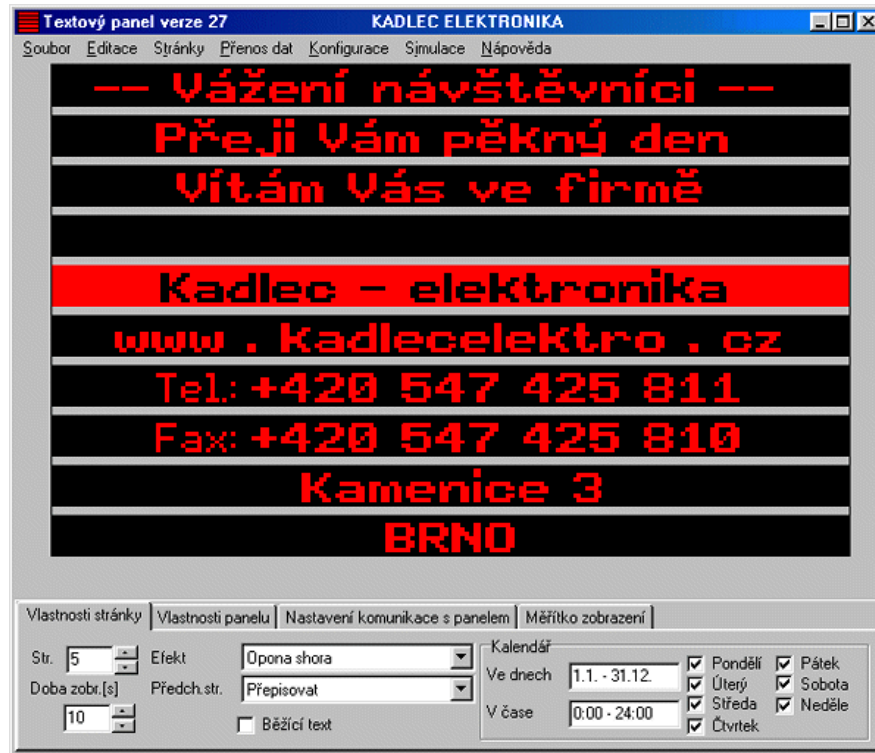 Textový panel verze 27 KADLEC ELEKTRONIKA
Soubor Editace Stránky Přenos dat Konfigurace Simulace Nápověda
-- Vážení návštěvníci --
Přeji Vám pěkný den
Vítám Vás ve firmě
Kadlec - elektronika
www . kadlecelektro . cz
Tel.: +420 547 425 811
Fax: +420 547 425 810
Kamenice 3
BRNO
Vlastnosti stránky Vlastnosti panelu Nastavení komunikace s panelem Měřítko zobrazení
Str. 5 Efekt Opona shora
Doba zobr.[s] Předch.str. Přepisovat
10 Běžící text
Kalendář
Ve dnech 1.1. - 31.12.
V čase 0:00 - 24:00
Pondělí Pátek
Úterý Sobota
Středa Neděle
Čtvrtek